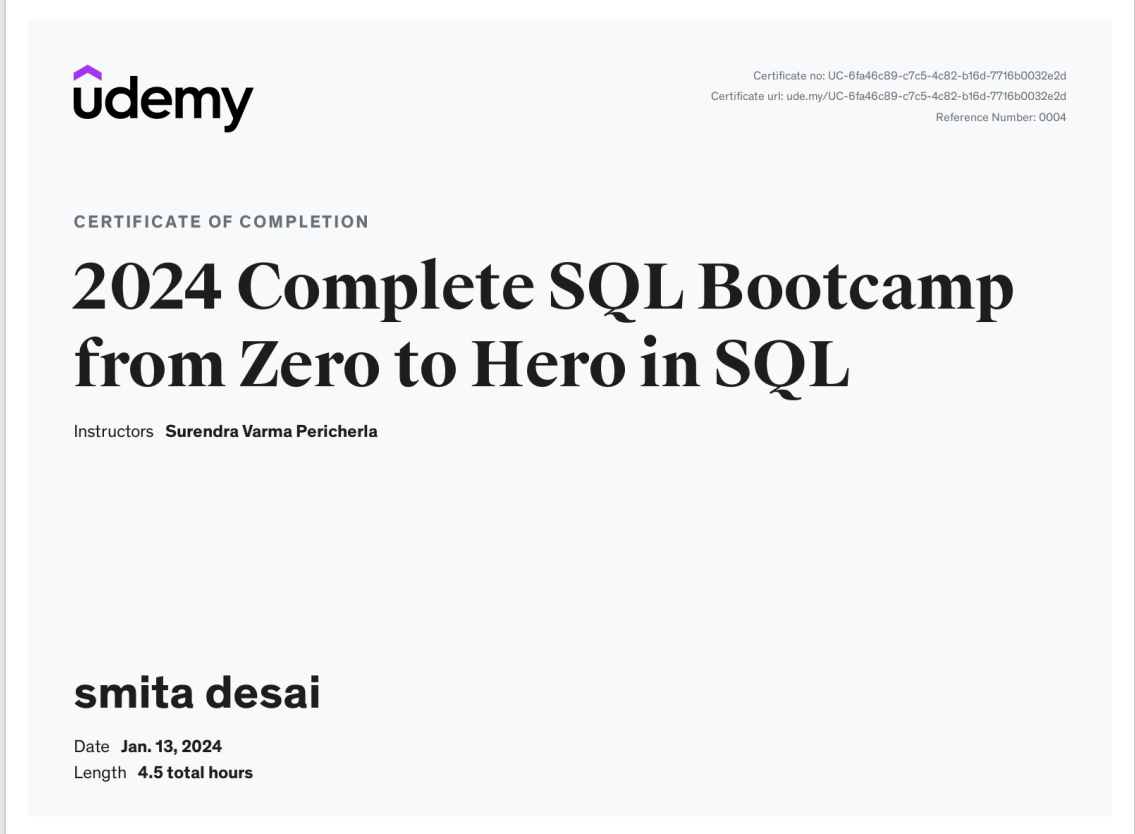 udemy
Certificate no: UC-6fa46c89-c7c5-4c82-b16d-7716b0032e2d
Certificate url: ude.my/UC-6fa46c89-c7c5-4c82-b16d-7716b0032e2d
Reference Number: 0004
CERTIFICATE OF COMPLETION
2024 Complete SQL Bootcamp
from Zero to Hero in SQL
Instructors Surendra Varma Pericherla
smita desai
Date Jan. 13, 2024
Length 4.5 total hours